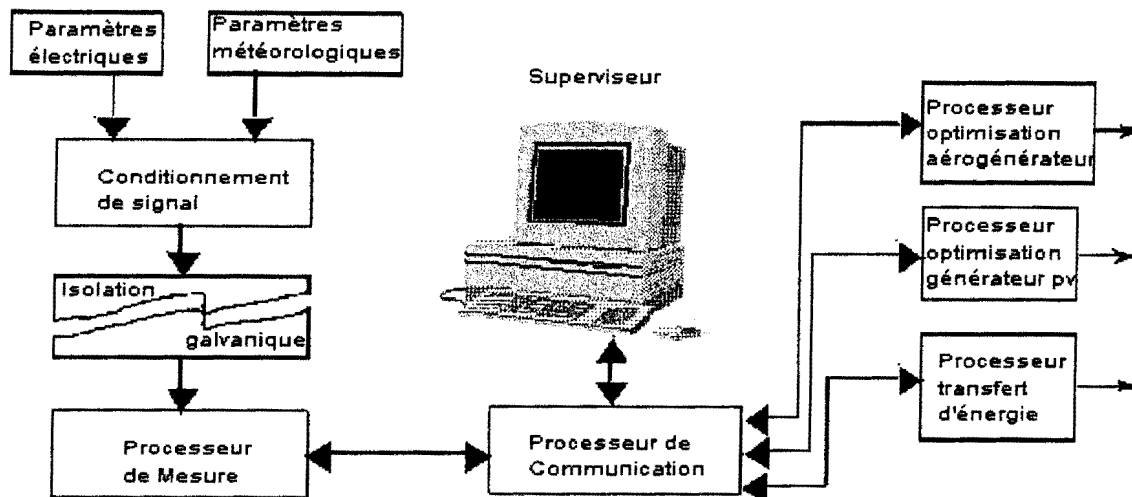 Paramètres
électriques
Paramètres
météorologiques
Conditionnement
de signal
Isolation
galvanique
Processeur
de Mesure
Superviseur
Processeur de
Communication
Processeur
optimisation
aérogénérateur
Processeur
optimisation
générateur pv
Processeur
transfert
d'énergie